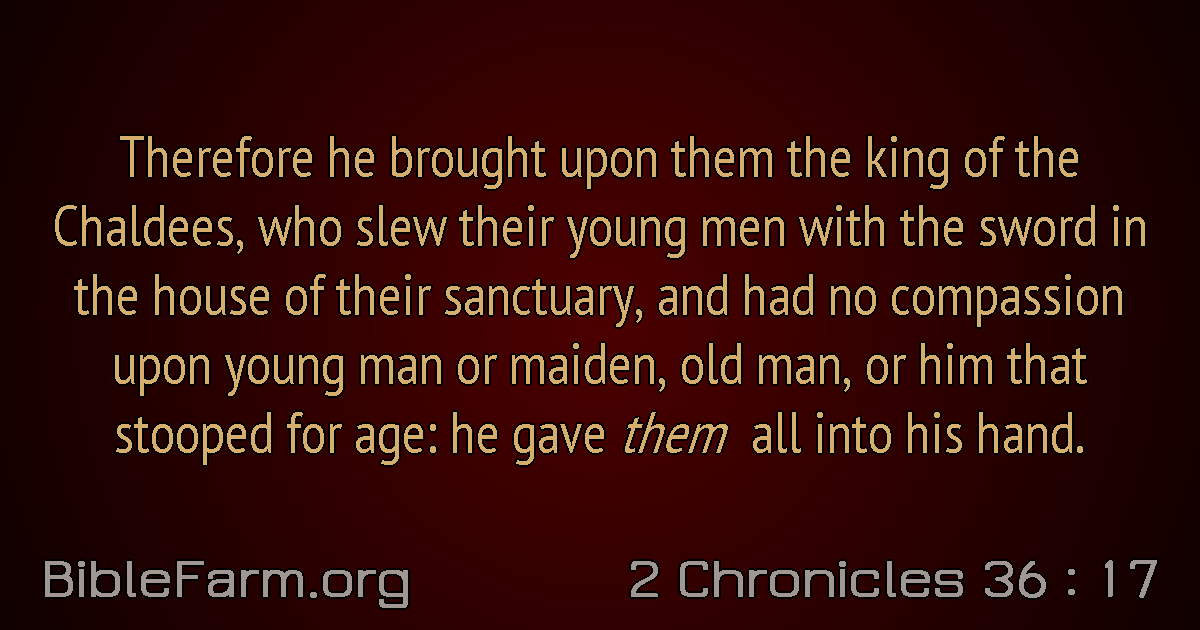 Therefore he brought upon them the king of the
Chaldees, who slew their young men with the sword in
the house of their sanctuary, and had no compassion
upon young man or maiden, old man, or him that
stooped for age: he gave them all into his hand.
BibleFarm.org
2 Chronicles 36 : 17